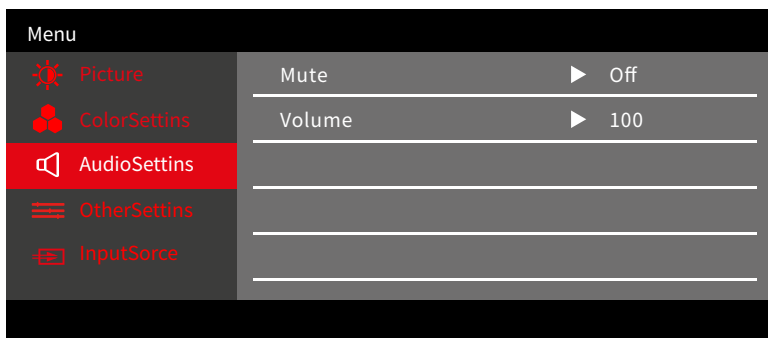 Menu
Picture
ColorSettins
AudioSettins
OtherSettins
InputSorce
Mute Off
Volume 100